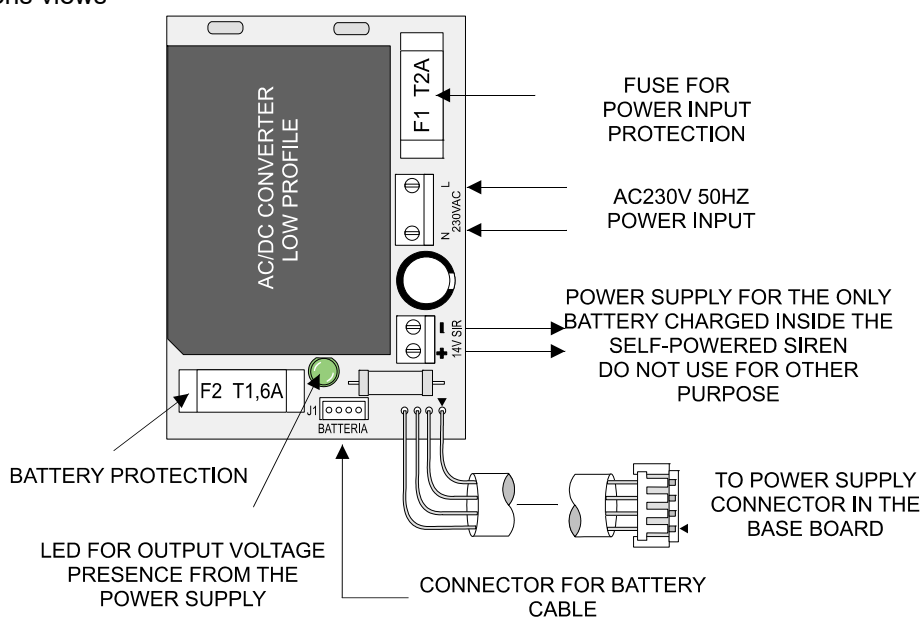 AC/DC CONVERTER
LOW PROFILE
F1 T2A
FUSE FOR
POWER INPUT
PROTECTION
L
N
230VAC
AC230V 50HZ
POWER INPUT
- + 14V SIR
POWER SUPPLY FOR THE ONLY
BATTERY CHARGED INSIDE THE
SELF-POWERED SIREN
DO NOT USE FOR OTHER
PURPOSE
F2 T1,6A
J1
BATTERIA
BATTERY PROTECTION
LED FOR OUTPUT VOLTAGE
PRESENCE FROM THE
POWER SUPPLY
CONNECTOR FOR BATTERY
CABLE
TO POWER SUPPLY
CONNECTOR IN THE
BASE BOARD